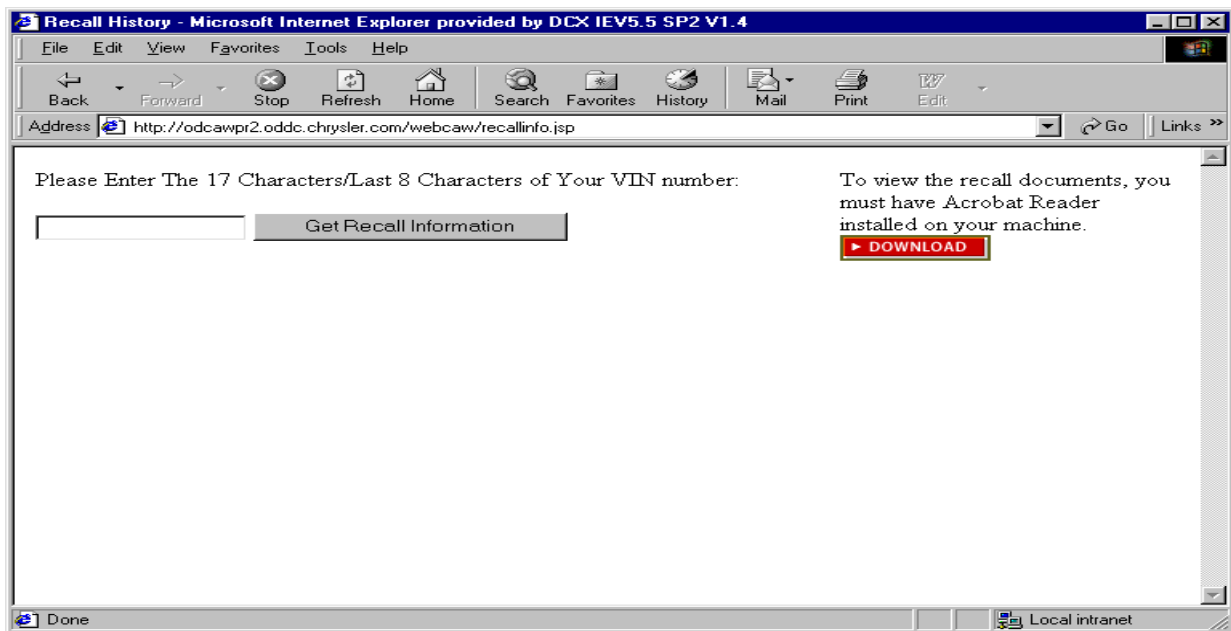 Recall History - Microsoft Internet Explorer provided by DCX IEV5.5 SP2 V1.4
File Edit View Favorites Tools Help
Back Forward Stop Refresh Home Search Favorites History Mail Print Edit
Address http://odcawpr2.oddc.chrysler.com/webcaw/recallinfo.jsp Go Links »
Please Enter The 17 Characters/Last 8 Characters of Your VIN number:
Get Recall Information
To view the recall documents, you
must have Acrobat Reader
installed on your machine.
DOWNLOAD
Done Local intranet